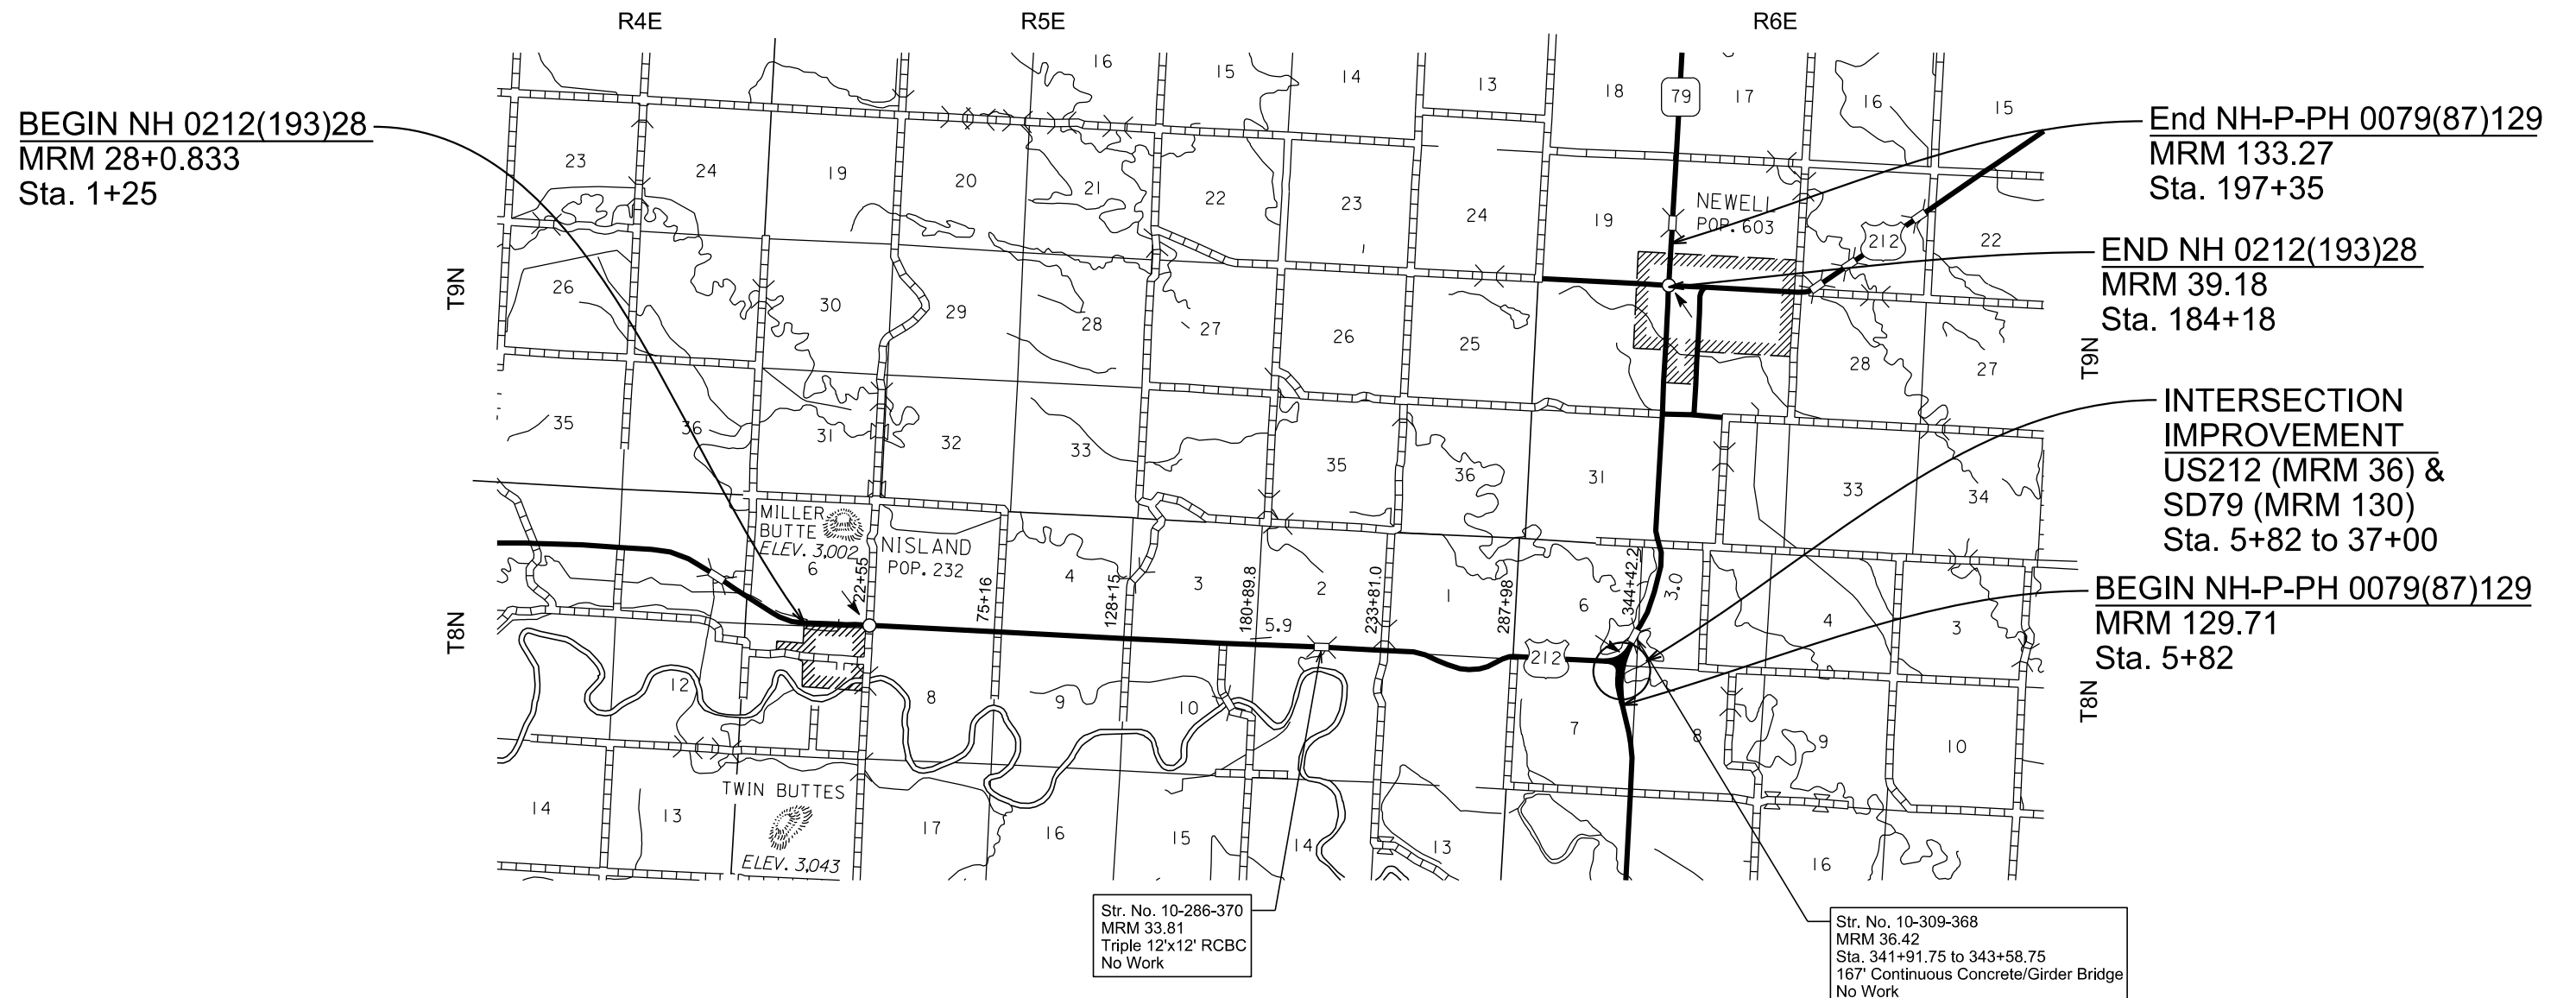 R4E
R5E
R6E
BEGIN NH 0212(193)28
MRM 28+0.833
Sta. 1+25
End NH-P-PH 0079(87)129
MRM 133.27
Sta. 197+35
END NH 0212(193)28
MRM 39.18
Sta. 184+18
INTERSECTION
IMPROVEMENT
US212 (MRM 36) &
SD79 (MRM 130)
Sta. 5+82 to 37+00
BEGIN NH-P-PH 0079(87)129
MRM 129.71
Sta. 5+82
T9N
T9N
T8N
T8N
16
15
14
13
18
79
17
16
15
23
24
19
20
21
22
23
24
19
NEWELL
POP. 603
212
22
26
30
29
28
27
26
25
28
27
35
36
31
32
33
35
36
31
33
34
MILLER
BUTTE
ELEV. 3,002
NISLAND
POP. 232
6
4
3
2
1
6
4
3
22+55
75+16
128+15
180+89.8
233+81.0
287+98
344+42.2
3.0
5.9
212
12
8
9
10
7
8
9
10
TWIN BUTTES
ELEV. 3,043
14
13
17
16
15
14
13
16
Str. No. 10-286-370
MRM 33.81
Triple 12'x12' RCBC
No Work
Str. No. 10-309-368
MRM 36.42
Sta. 341+91.75 to 343+58.75
167' Continuous Concrete/Girder Bridge
No Work